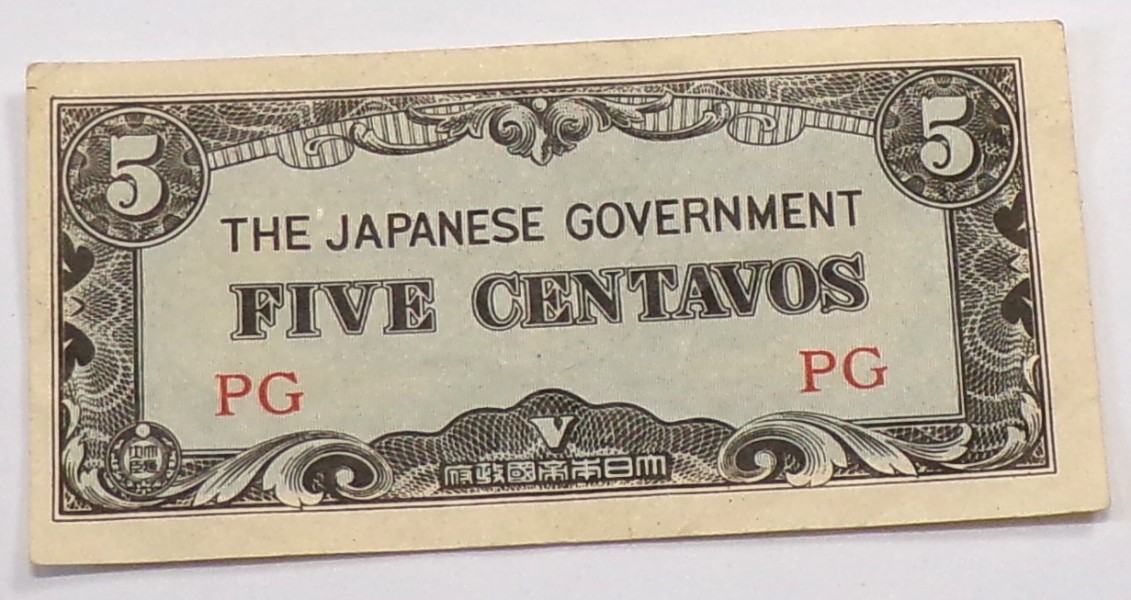 5 5
THE JAPANESE GOVERNMENT
FIVE CENTAVOS
PG PG
V
府政國帝本日大